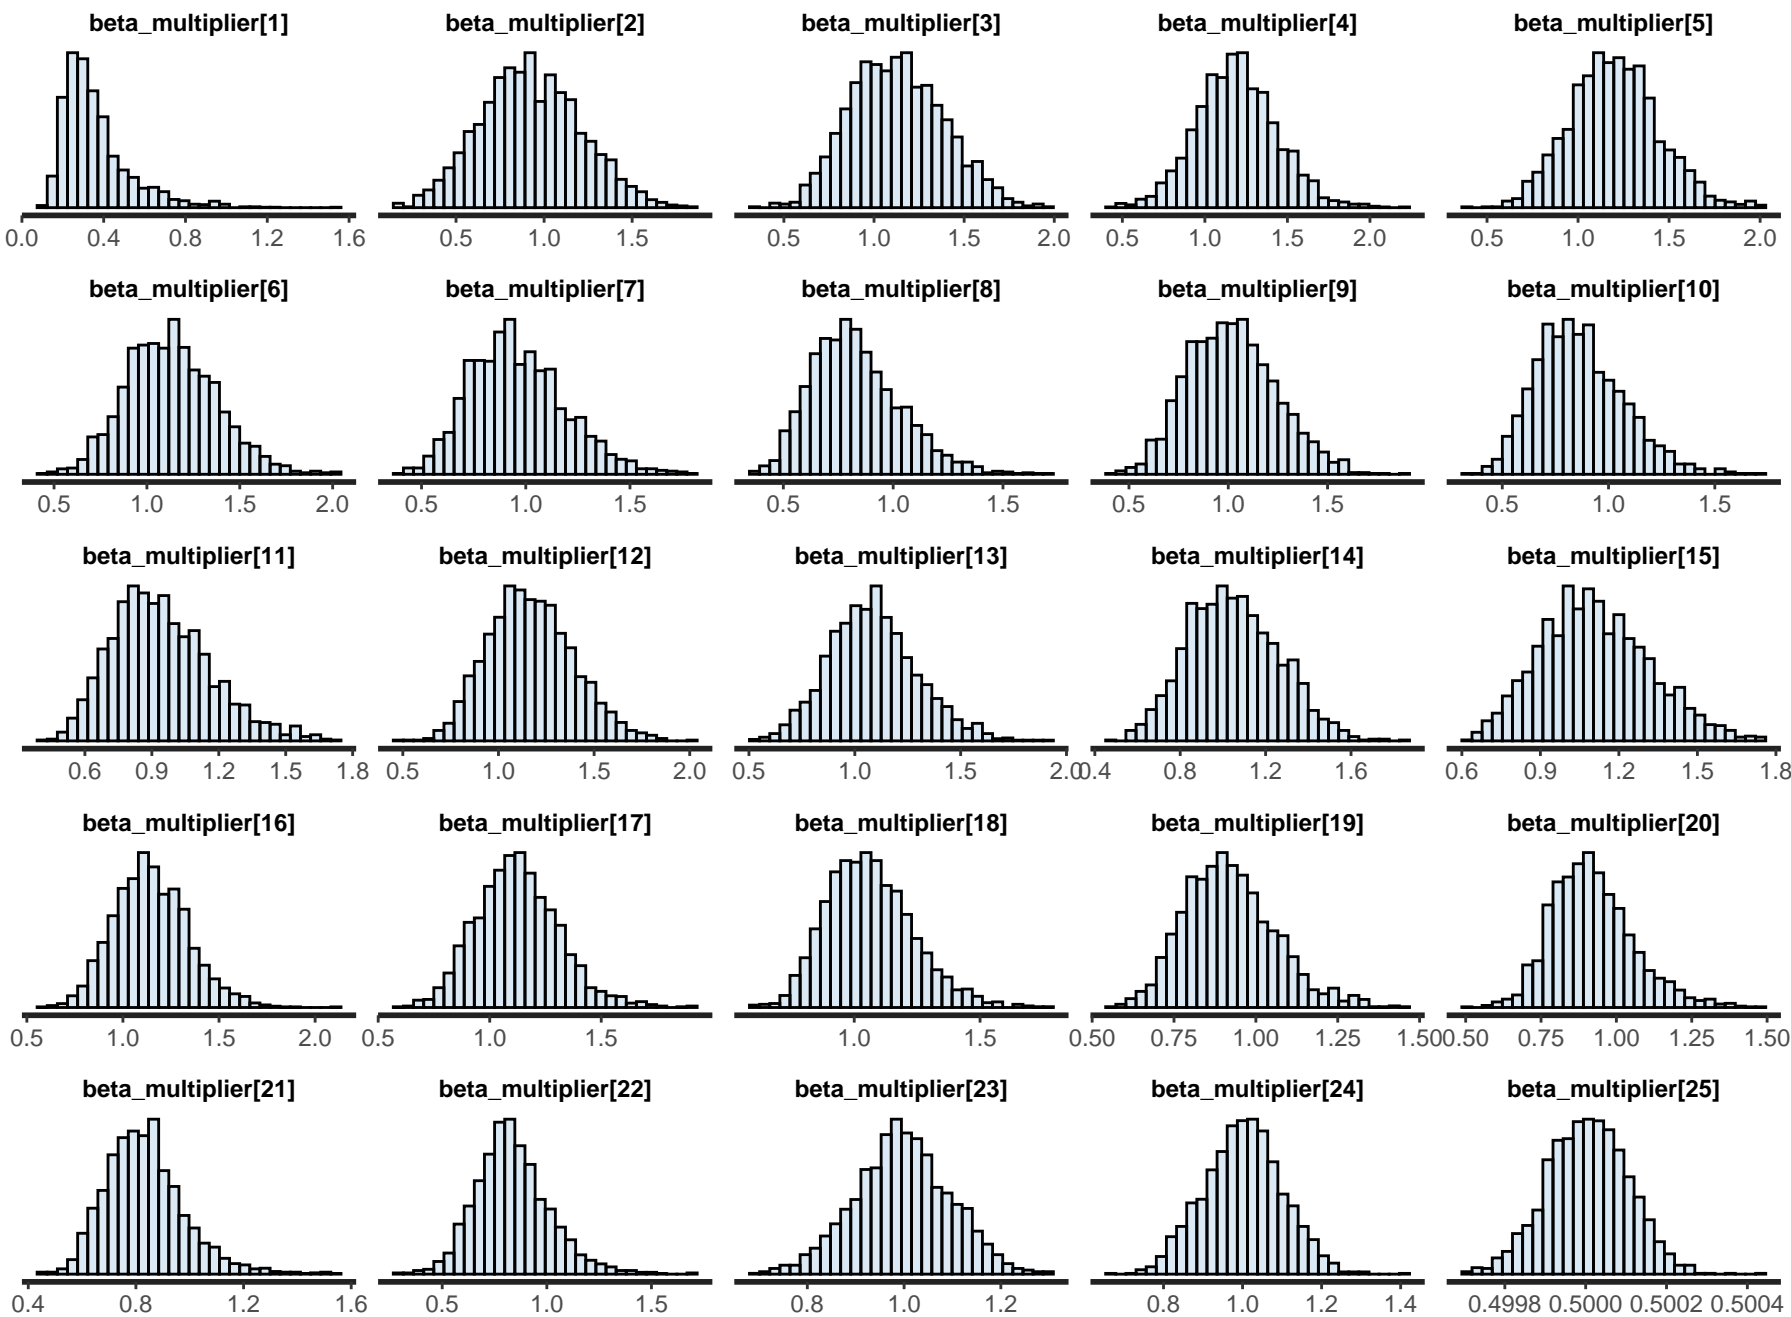 beta_multiplier[1] beta_multiplier[2] beta_multiplier[3] beta_multiplier[4] beta_multiplier[5]
0.0 0.4 0.8 1.2 1.6 0.5 1.0 1.5 0.5 1.0 1.5 2.0 0.5 1.0 1.5 2.0 0.5 1.0 1.5 2.0
beta_multiplier[6] beta_multiplier[7] beta_multiplier[8] beta_multiplier[9] beta_multiplier[10]
0.5 1.0 1.5 2.0 0.5 1.0 1.5 0.5 1.0 1.5 0.5 1.0 1.5 0.5 1.0 1.5
beta_multiplier[11] beta_multiplier[12] beta_multiplier[13] beta_multiplier[14] beta_multiplier[15]
0.6 0.9 1.2 1.5 1.8 0.5 1.0 1.5 2.0 0.5 1.0 1.5 2.0 0.4 0.8 1.2 1.6 0.6 0.9 1.2 1.5 1.8
beta_multiplier[16] beta_multiplier[17] beta_multiplier[18] beta_multiplier[19] beta_multiplier[20]
0.5 1.0 1.5 2.0 0.5 1.0 1.5 1.0 1.5 0.50 0.75 1.00 1.25 1.50 0.50 0.75 1.00 1.25 1.50
beta_multiplier[21] beta_multiplier[22] beta_multiplier[23] beta_multiplier[24] beta_multiplier[25]
0.4 0.8 1.2 1.6 0.5 1.0 1.5 0.8 1.0 1.2 0.8 1.0 1.2 1.4 0.4998 0.5000 0.5002 0.5004